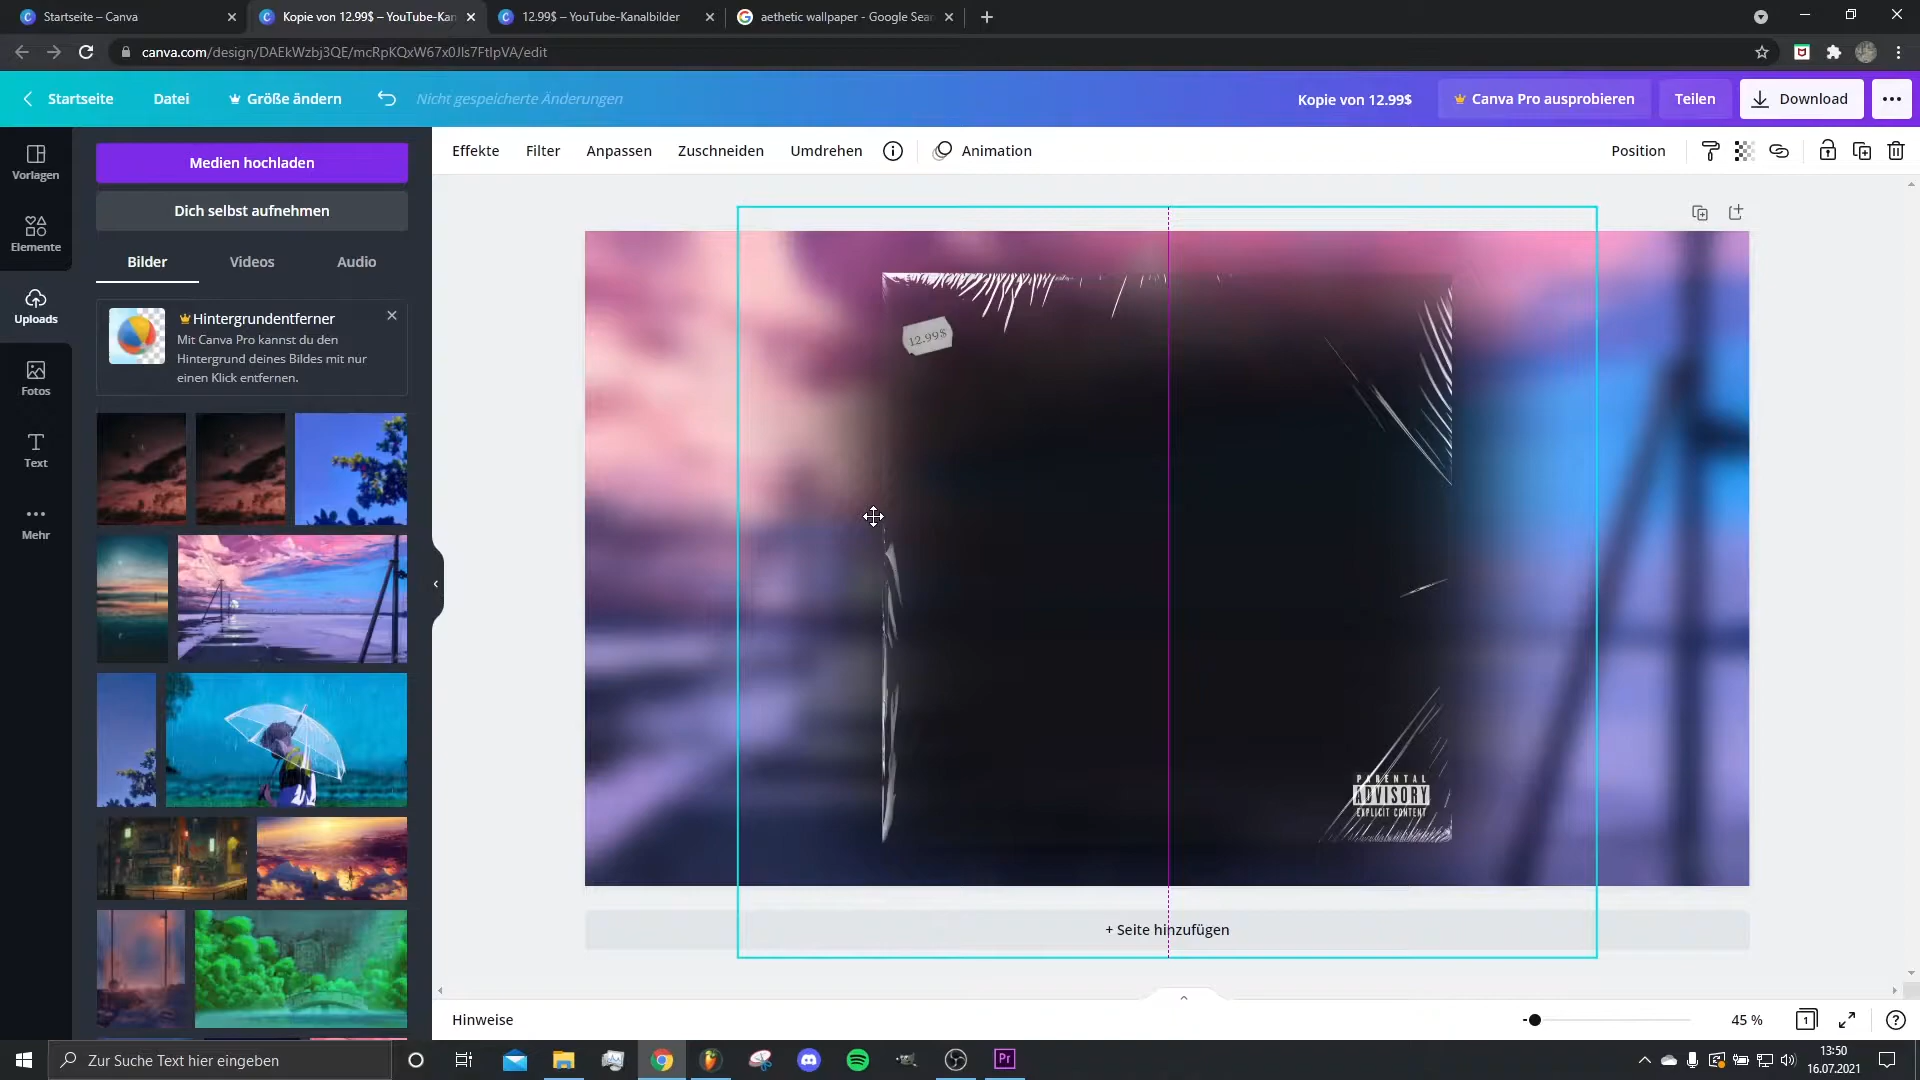 Startseite – Canva
Kopie von 12.99$ – YouTube-Kan
12.99$ – YouTube-Kanalbilder
aethetic wallpaper - Google Sear
canva.com/design/DAEkWzbj3QE/mcRpKQxW67x0Jls7FtIpVA/edit
Startseite
Datei
Größe ändern
Nicht gespeicherte Änderungen
Kopie von 12.99$
Canva Pro ausprobieren
Teilen
Download
Effekte
Filter
Anpassen
Zuschneiden
Umdrehen
Animation
Position
Vorlagen
Elemente
Uploads
Fotos
Text
Mehr
Medien hochladen
Dich selbst aufnehmen
Bilder
Videos
Audio
Hintergrundentferner
Mit Canva Pro kannst du den
Hintergrund deines Bildes mit nur
einen Klick entfernen.
12.99$
PARENTAL
ADVISORY
EXPLICIT CONTENT
+ Seite hinzufügen
Hinweise
45 %
1
Zur Suche Text hier eingeben
Pr
13:50
16.07.2021